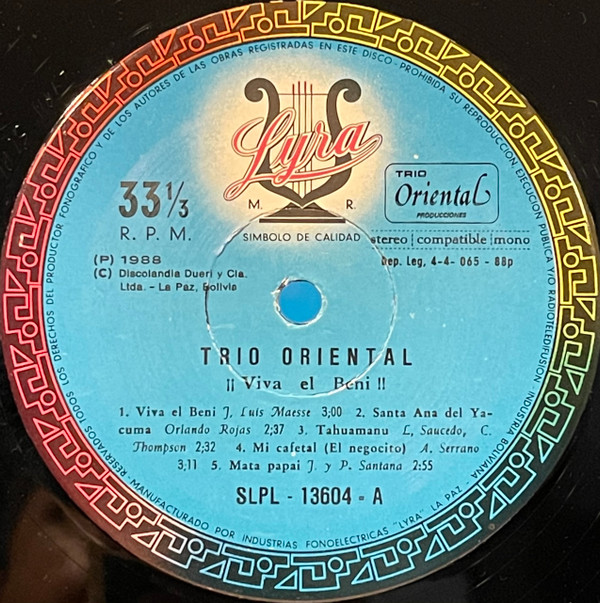 RESERVADOS TODOS LOS DERECHOS DEL PRODUCTOR FONOGRAFICO Y DE LOS AUTORES DE LAS OBRAS REGISTRADAS EN ESTE DISCO - PROHIBIDA SU REPRODUCCION EJECUCION PUBLICA Y/O RADIOTELEDIFUSION
INDUSTRIA BOLIVIANA
Lyra
M. R.
SIMBOLO DE CALIDAD
33 1/3
R. P. M.
TRIO
Oriental
PRODUCCIONES
stereo | compatible | mono
(P) 1988
(C) Discolandia Dueri y Cia.
Ltda. - La Paz, Bolivia
Dep. Leg, 4-4- 065 - 88p
TRIO ORIENTAL
¡¡ Viva el Beni !!
1. Viva el Beni J, Luis Maesse 3;00 2. Santa Ana del Ya-
cuma Orlando Rojas 2;37 3. Tahuamanu L, Saucedo, C.
Thompson 2;32 4. Mi cafetal (El negocito) A. Serrano
3,11 5. Mata papai J. y P. Santana 2:55
SLPL - 13604 - A
MANUFACTURADO POR INDUSTRIAS FONOELECTRICAS "LYRA" LA PAZ -